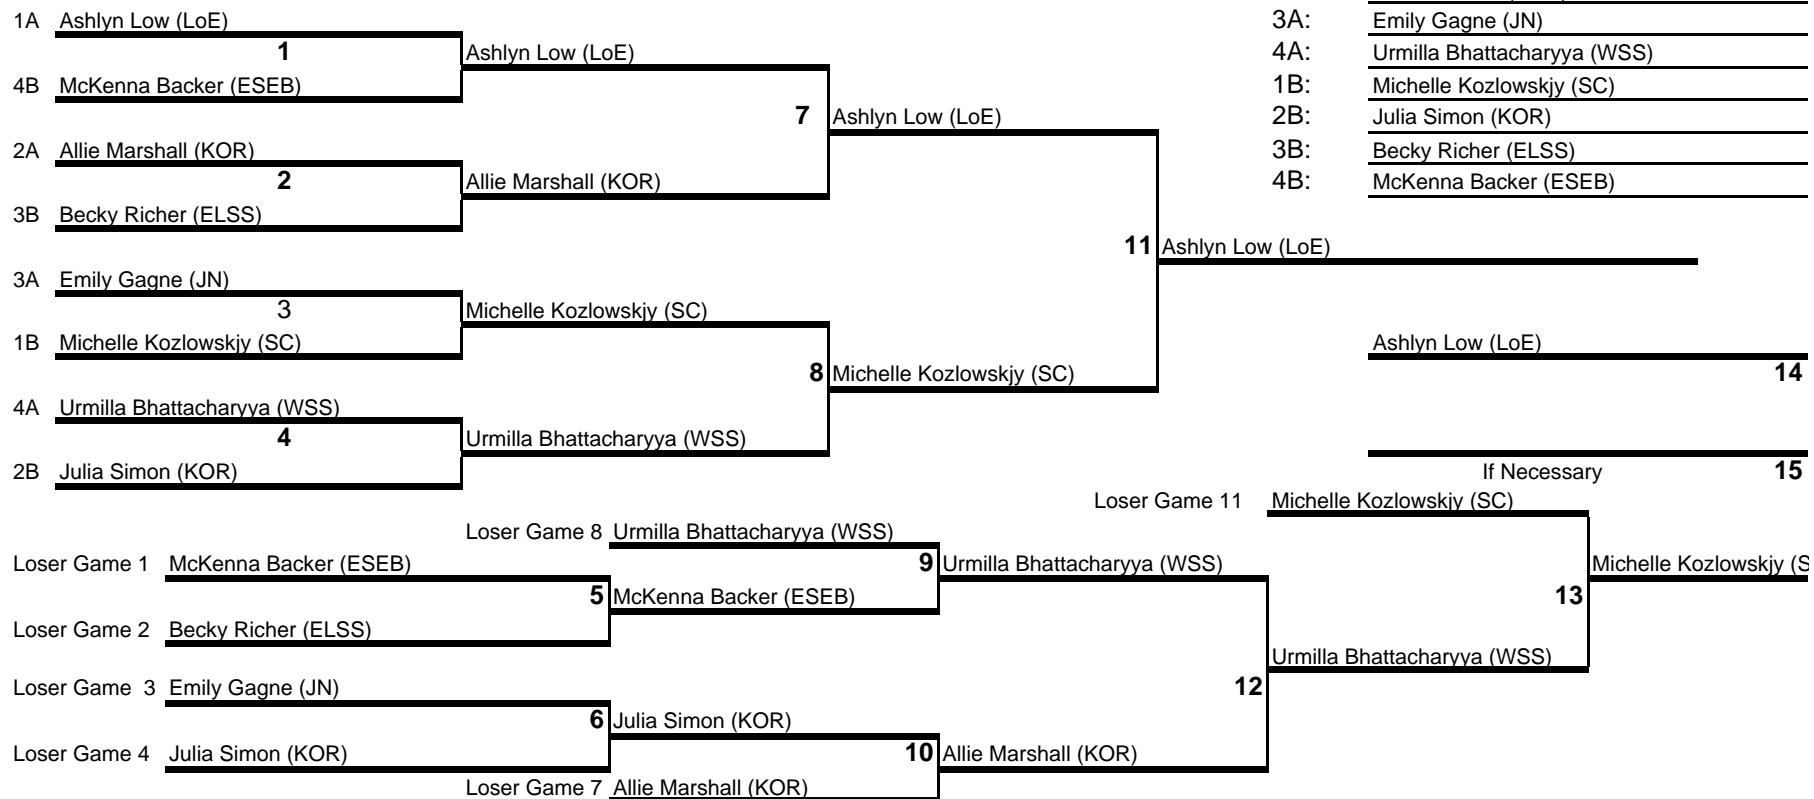 1A Ashlyn Low (LoE) 3A: Emily Gagne (JN)
1 Ashlyn Low (LoE) 4A: Urmilla Bhattacharyya (WSS)
4B McKenna Backer (ESEB) 1B: Michelle Kozlowskjy (SC)
7 Ashlyn Low (LoE) 2B: Julia Simon (KOR)
2A Allie Marshall (KOR) 3B: Becky Richer (ELSS)
2 Allie Marshall (KOR) 4B: McKenna Backer (ESEB)
3B Becky Richer (ELSS)
11 Ashlyn Low (LoE)
3A Emily Gagne (JN)
3 Michelle Kozlowskjy (SC)
1B Michelle Kozlowskjy (SC) Ashlyn Low (LoE)
8 Michelle Kozlowskjy (SC) 14
4A Urmilla Bhattacharyya (WSS)
4 Urmilla Bhattacharyya (WSS)
2B Julia Simon (KOR) If Necessary 15
Loser Game 11 Michelle Kozlowskjy (SC)
Loser Game 8 Urmilla Bhattacharyya (WSS)
Loser Game 1 McKenna Backer (ESEB) 9 Urmilla Bhattacharyya (WSS) Michelle Kozlowskjy (S
5 McKenna Backer (ESEB) 13
Loser Game 2 Becky Richer (ELSS)
Urmilla Bhattacharyya (WSS)
Loser Game 3 Emily Gagne (JN) 12
6 Julia Simon (KOR)
Loser Game 4 Julia Simon (KOR) 10 Allie Marshall (KOR)
Loser Game 7 Allie Marshall (KOR)